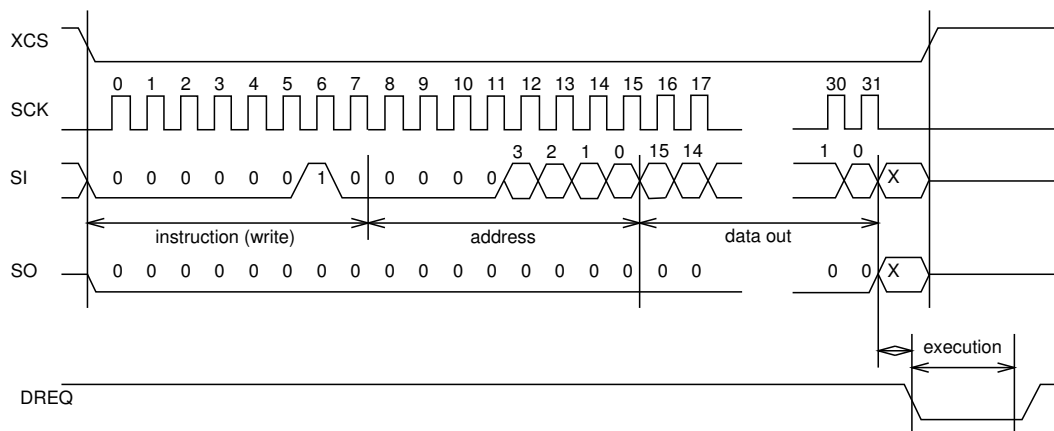 XCS
0 1 2 3 4 5 6 7 8 9 10 11 12 13 14 15 16 17 30 31
SCK
3 2 1 0 15 14 1 0
SI 0 0 0 0 0 0 1 0 0 0 0 0 X
instruction (write) address data out
SO 0 0 0 0 0 0 0 0 0 0 0 0 0 0 0 0 0 0 0 0 X
execution
DREQ